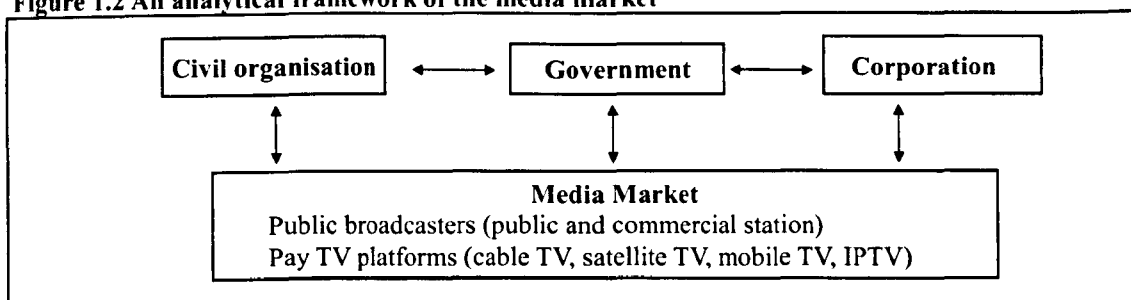 Figure 1.2 An analytical framework of the media market
Civil organisation
Government
Corporation
Media Market
Public broadcasters (public and commercial station)
Pay TV platforms (cable TV, satellite TV, mobile TV, IPTV)